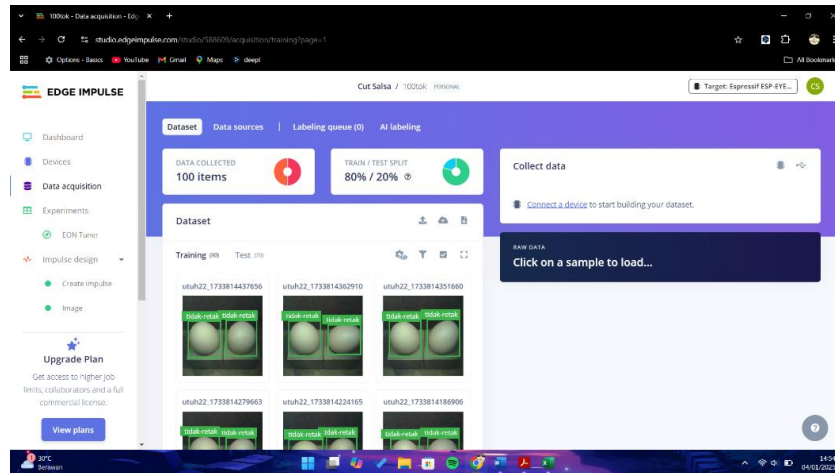 100tok - Data acquisition - Edg
studio.edgeimpulse.com/studio/588609/acquisition/training?page=1
Options - Basics YouTube Gmail Maps deepl All Bookmark
EDGE IMPULSE
Cut Salsa / 100tok PERSONAL
Target: Espressif ESP-EYE...
CS
Dashboard
Devices
Data acquisition
Experiments
EON Tuner
Impulse design
Create impulse
Image
Upgrade Plan
Get access to higher job
limits, collaborators and a full
commercial license.
View plans
Dataset Data sources | Labeling queue (0) AI labeling
DATA COLLECTED
100 items
TRAIN / TEST SPLIT
80% / 20%
Dataset
Training (80) Test (20)
utuh22_1733814437656 utuh22_1733814362910 utuh22_1733814351660
tidak-retak tidak-retak tidak-retak tidak-retak tidak-retak tidak-retak
utuh22_1733814279663 utuh22_1733814224165 utuh22_1733814186906
tidak-retak tidak-retak tidak-retak tidak-retak tidak-retak tidak-retak
Collect data
Connect a device to start building your dataset.
RAW DATA
Click on a sample to load...
30°C
Berawan
14:54